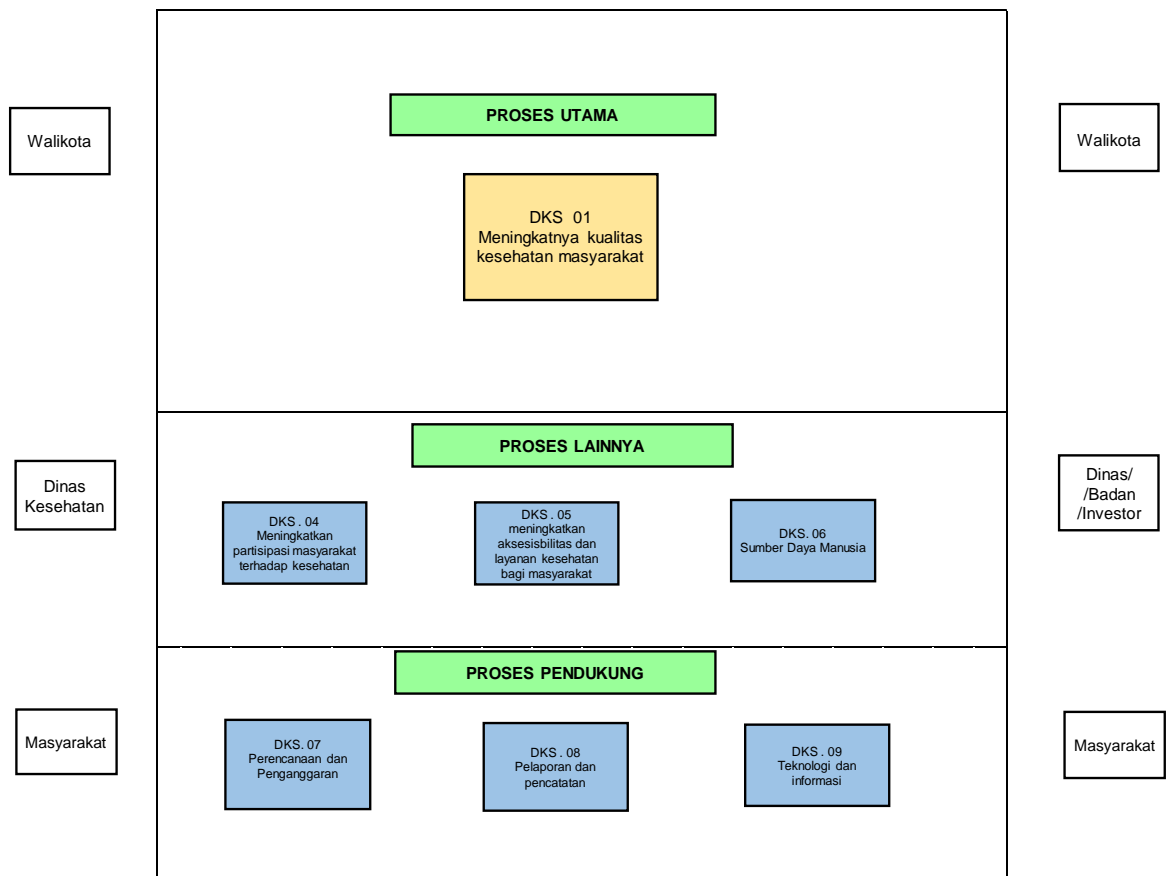 PROSES UTAMA
Walikota
Walikota
DKS 01
Meningkatnya kualitas
kesehatan masyarakat
PROSES LAINNYA
Dinas
Kesehatan
DKS . 04
Meningkatkan
partisipasi masyarakat
terhadap kesehatan
DKS . 05
meningkatkan
aksesisbilitas dan
layanan kesehatan
bagi masyarakat
DKS. 06
Sumber Daya Manusia
Dinas/
/Badan
/Investor
PROSES PENDUKUNG
Masyarakat
DKS. 07
Perencanaan dan
Penganggaran
DKS . 08
Pelaporan dan
pencatatan
DKS . 09
Teknologi dan
informasi
Masyarakat